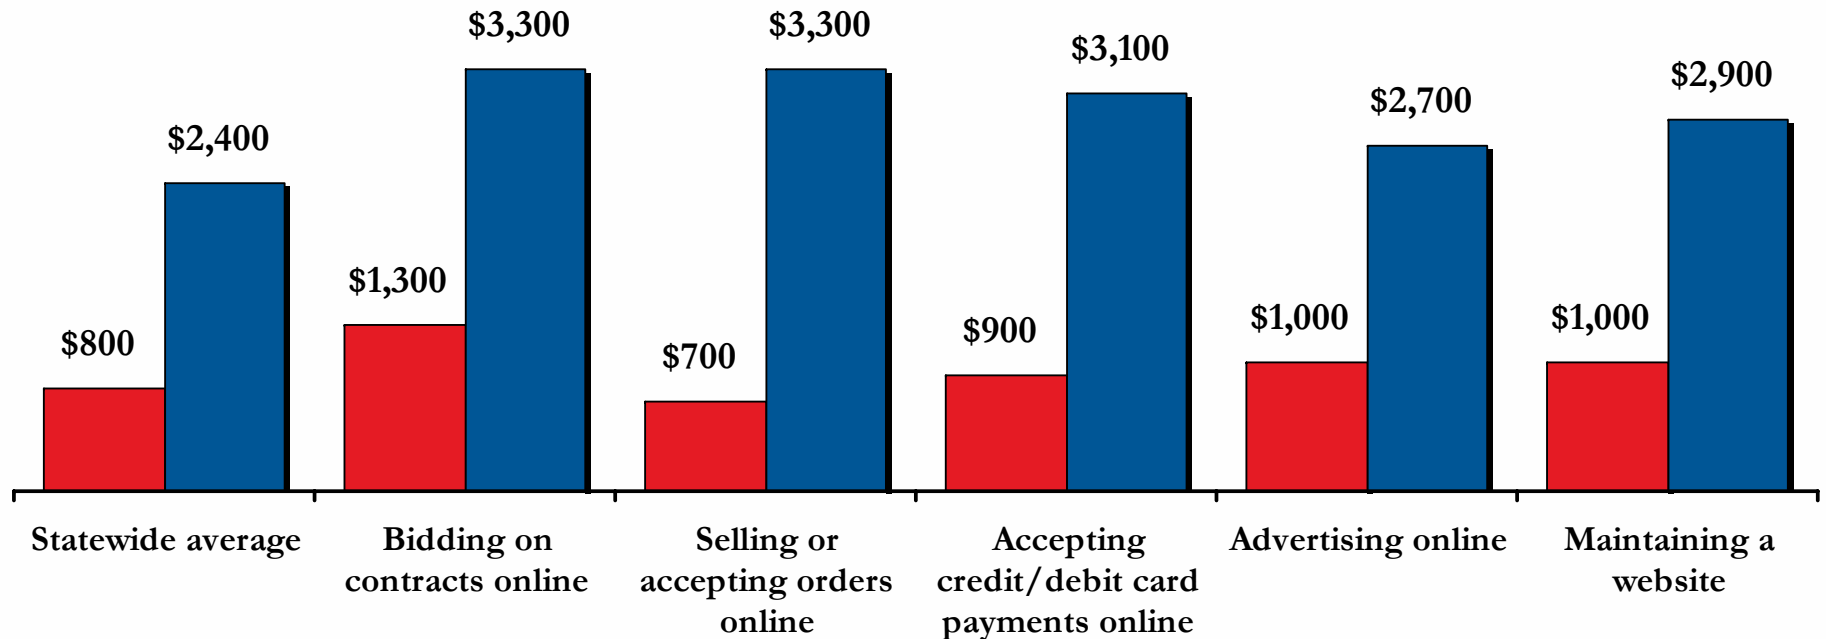 $3,300
$3,300
$3,100
$2,900
$2,700
$2,400
$1,300
$800
$700
$900
$1,000
$1,000
Statewide average
Bidding on
contracts online
Selling or
accepting orders
online
Accepting
credit/debit card
payments online
Advertising online
Maintaining a
website